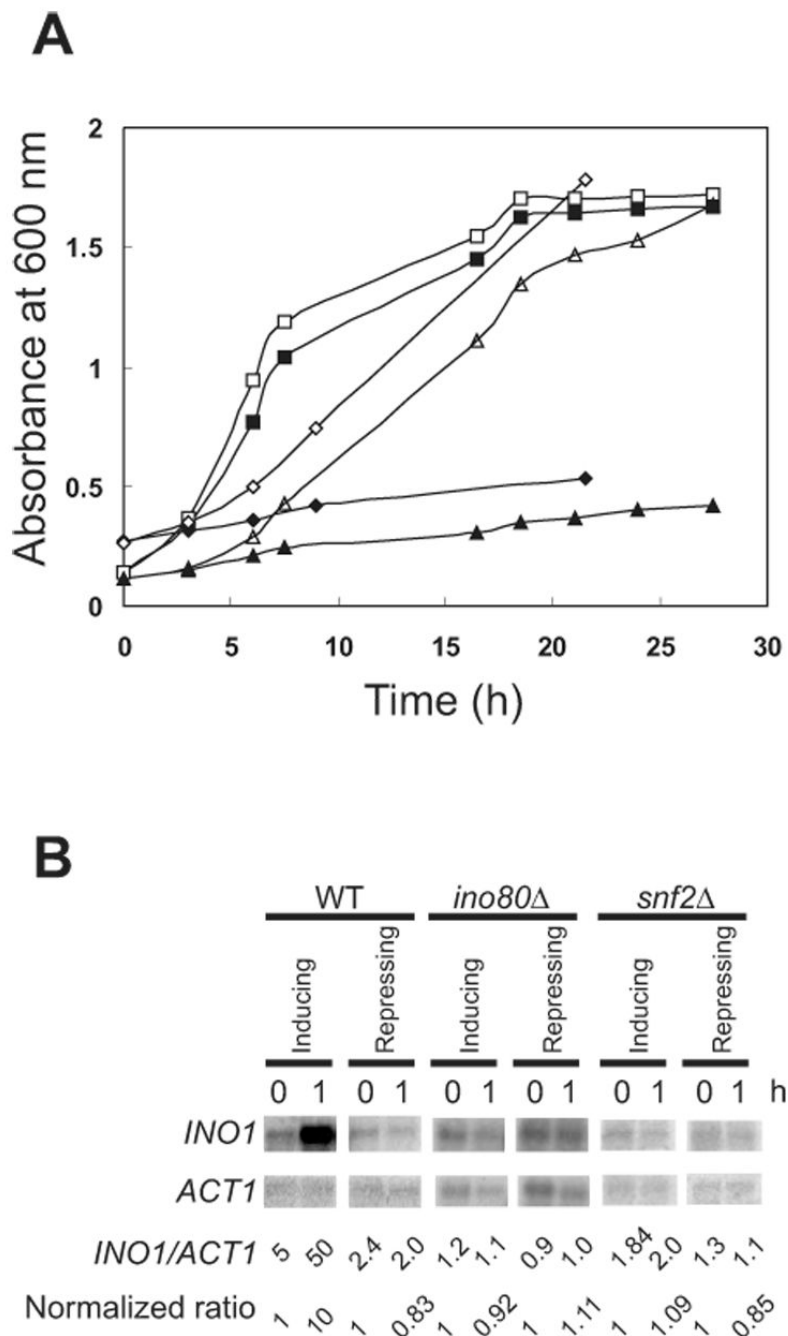 A
Absorbance at 600 nm
2
1.5
1
0.5
0
0 5 10 15 20 25 30
Time (h)
B
WT ino80Δ snf2Δ
Inducing Repressing Inducing Repressing Inducing Repressing
0 1 0 1 0 1 0 1 0 1 0 1 h
INO1
ACT1
INO1/ACT1 5 50 2.4 2.0 1.2 1.1 0.9 1.0 1.84 2.0 1.3 1.1
Normalized ratio 1 10 1 0.83 1 0.92 1 1.11 1 1.09 1 0.85